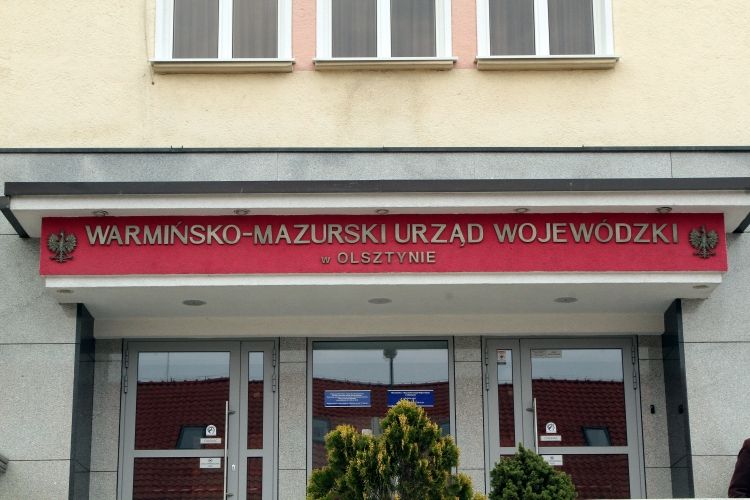 WARMIŃSKO-MAZURSKI URZĄD WOJEWÓDZKI
w OLSZTYNIE